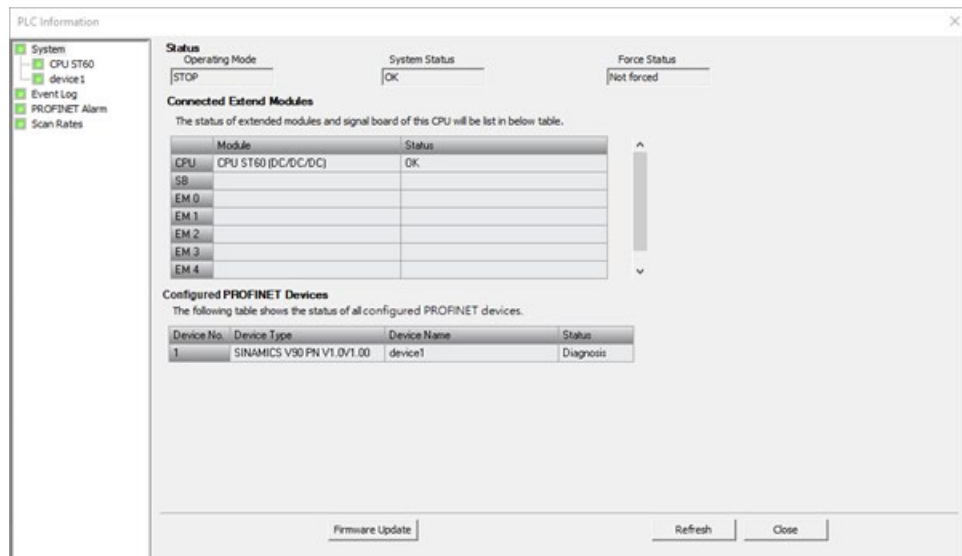 PLC Information
System
CPU ST60
device1
Event Log
PROFINET Alarm
Scan Rates
Status
Operating Mode System Status Force Status
STOP OK Not forced
Connected Extend Modules
The status of extended modules and signal board of this CPU will be list in below table.
Module Status
CPU CPU ST60 (DC/DC/DC) OK
SB
EM 0
EM 1
EM 2
EM 3
EM 4
Configured PROFINET Devices
The following table shows the status of all configured PROFINET devices.
Device No. Device Type Device Name Status
1 SINAMICS V90 PN V1.0V1.00 device1 Diagnosis
Firmware Update Refresh Close